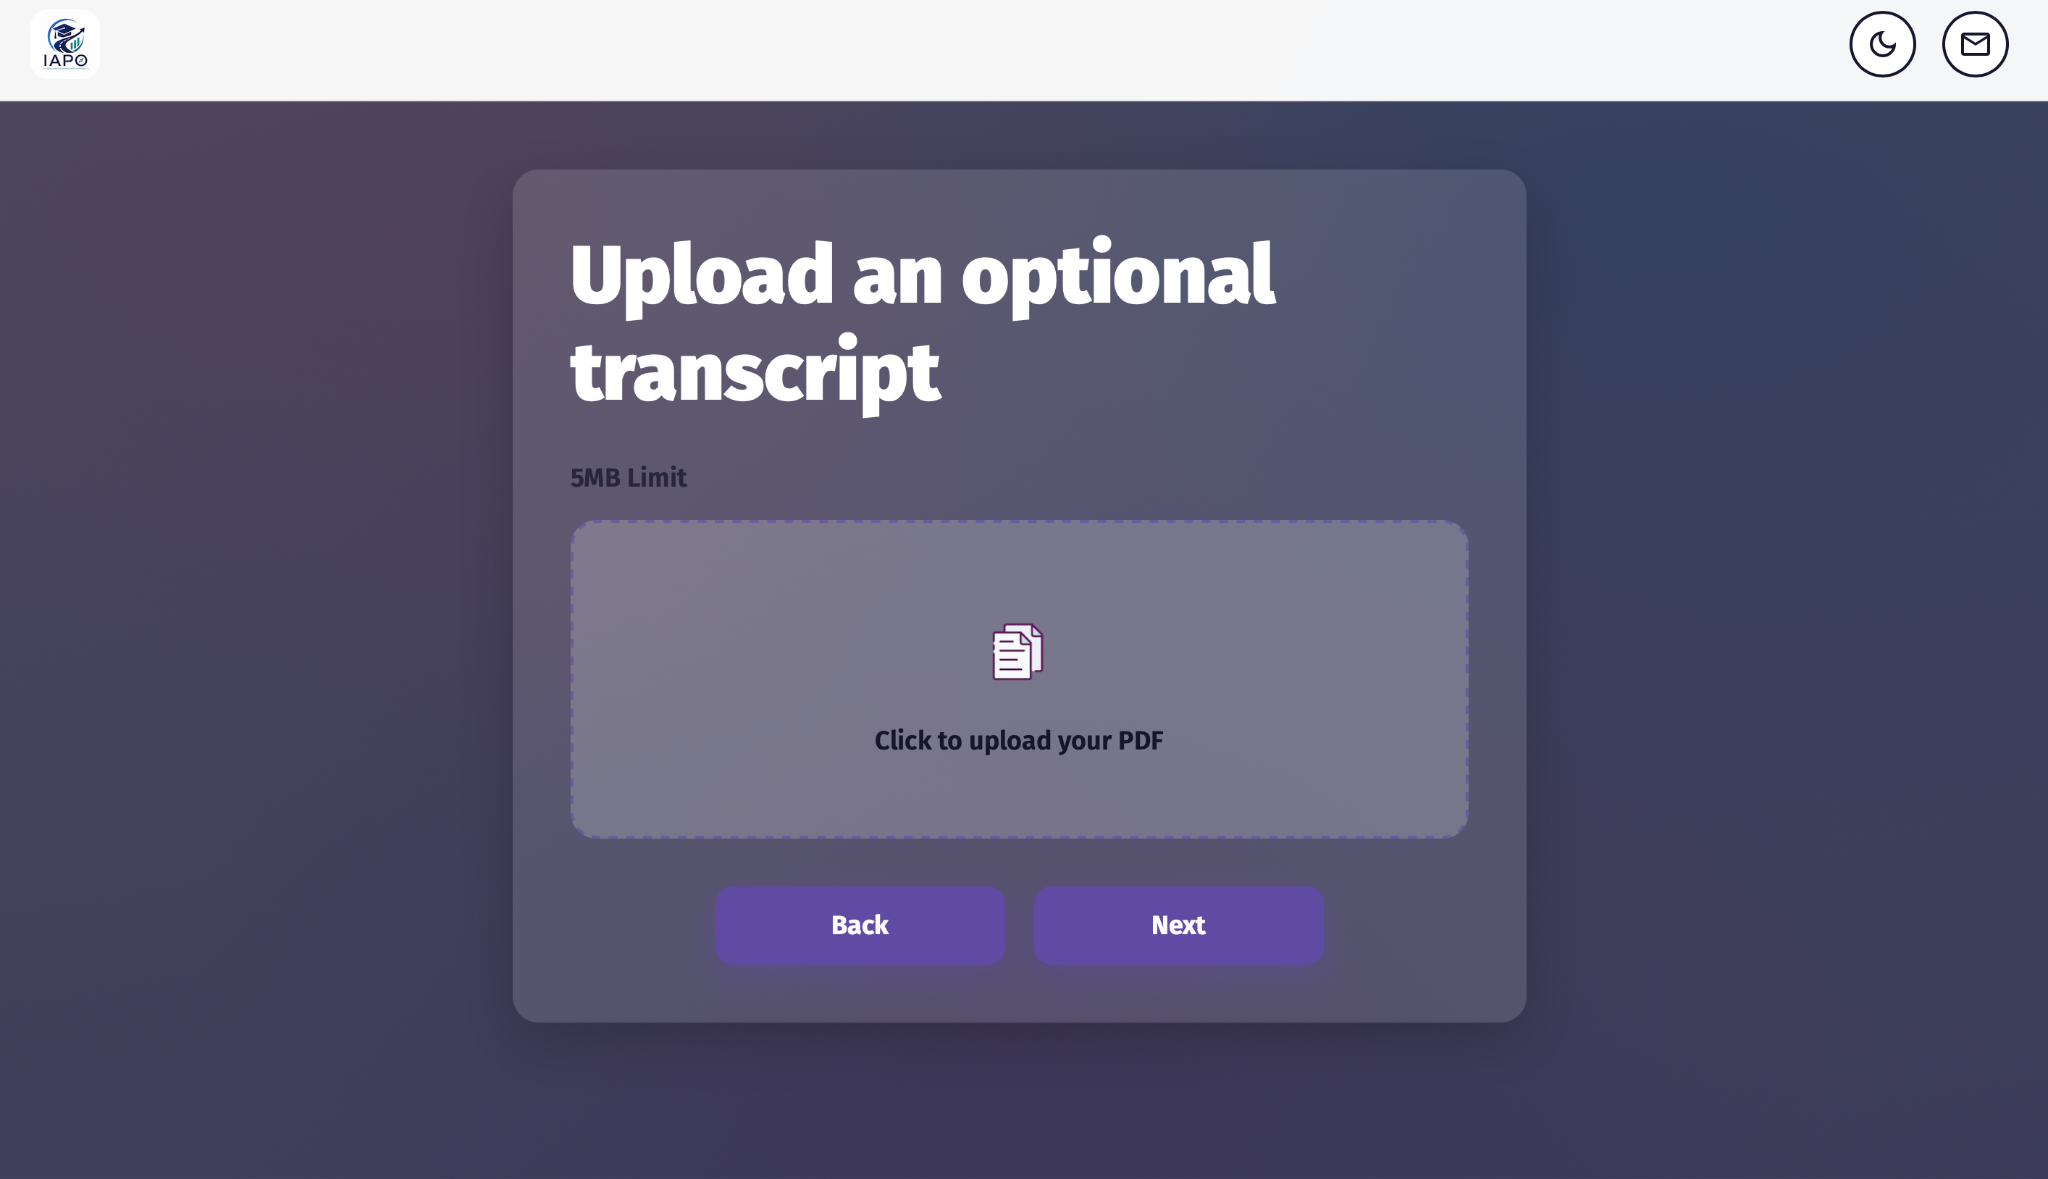 IAPO
Upload an optional
transcript
5MB Limit
Click to upload your PDF
Back
Next